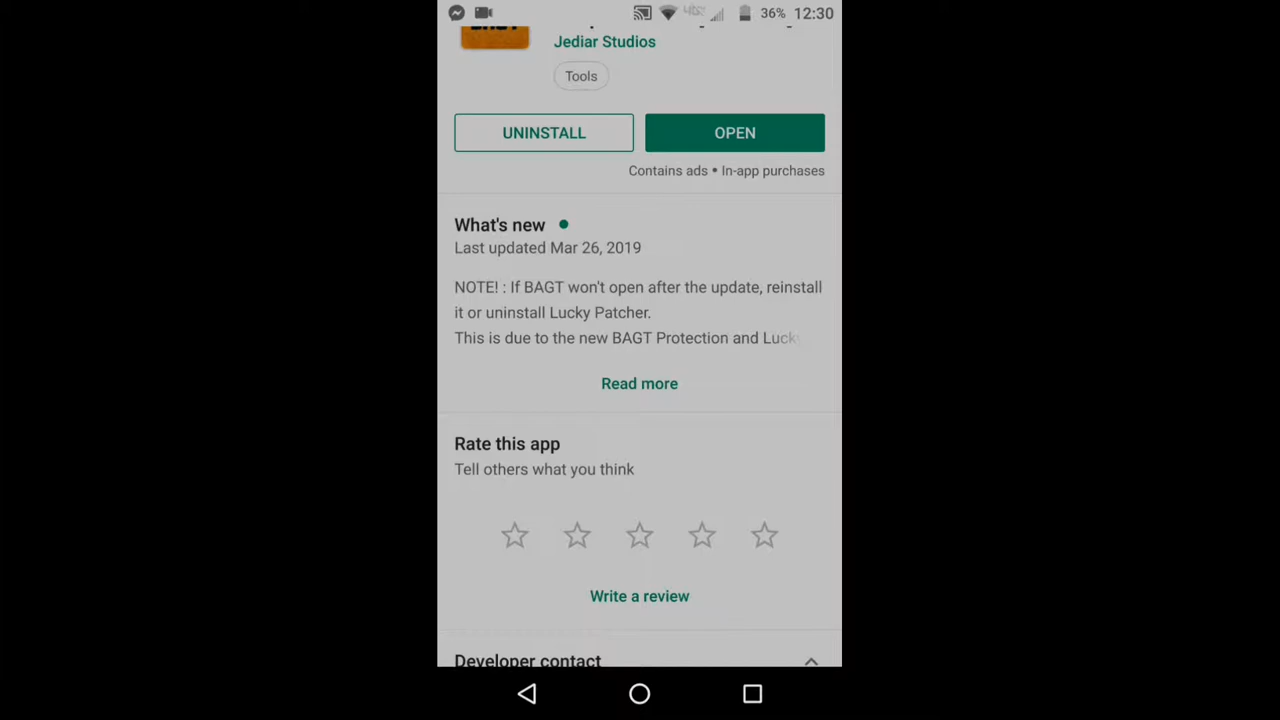 36% 12:30
Jediar Studios
Tools
UNINSTALL
OPEN
Contains ads • In-app purchases
What's new
Last updated Mar 26, 2019
NOTE! : If BAGT won't open after the update, reinstall
it or uninstall Lucky Patcher.
This is due to the new BAGT Protection and Lucky
Read more
Rate this app
Tell others what you think
Write a review
Developer contact